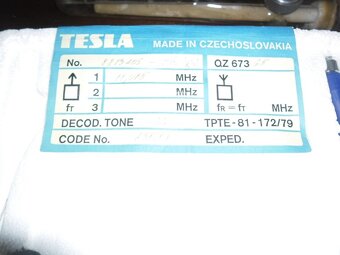 TESLA MADE IN CZECHOSLOVAKIA
No. QZ 673
1 MHz
2 MHz
fT 3 MHz fR = fT MHz
DECOD. TONE TPTE - 81 - 172/79
CODE No. EXPED.